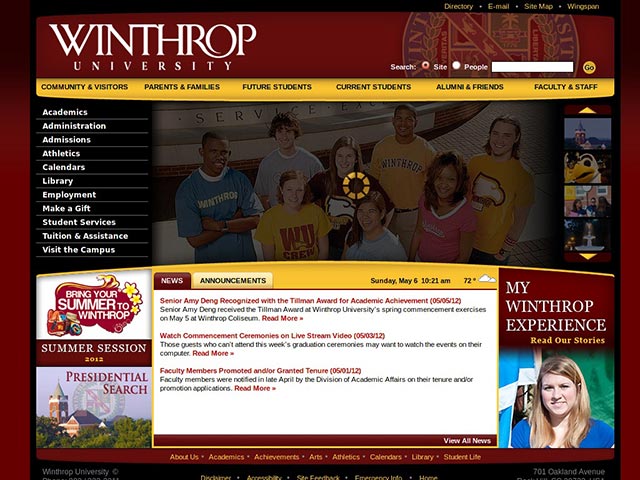 Directory • E-mail • Site Map • Wingspan
WINTHROP
UNIVERSITY
Search: Site People Go
COMMUNITY & VISITORS PARENTS & FAMILIES FUTURE STUDENTS CURRENT STUDENTS ALUMNI & FRIENDS FACULTY & STAFF
Academics
Administration
Admissions
Athletics
Calendars
Library
Employment
Make a Gift
Student Services
Tuition & Assistance
Visit the Campus
SERVICE
WINTHROP
WINTHROP
WU
CREW
BRING YOUR
SUMMER TO
WINTHROP
SUMMER SESSION
2012
PRESIDENTIAL
SEARCH
NEWS ANNOUNCEMENTS Sunday, May 6 10:21 am 72 °
Senior Amy Deng Recognized with the Tillman Award for Academic Achievement (05/05/12)
Senior Amy Deng received the Tillman Award at Winthrop University's spring commencement exercises
on May 5 at Winthrop Coliseum. Read More »
Watch Commencement Ceremonies on Live Stream Video (05/03/12)
Those guests who can't attend this week's graduation ceremonies may want to watch the events on their
computer. Read More »
Faculty Members Promoted and/or Granted Tenure (05/01/12)
Faculty members were notified in late April by the Division of Academic Affairs on their tenure and/or
promotion applications. Read More »
View All News
MY
WINTHROP
EXPERIENCE
Read Our Stories
About Us • Academics • Achievements • Arts • Athletics • Calendars • Library • Student Life
Winthrop University ©
Disclaimer • Accessibility • Site Feedback • Emergency Info • Home
701 Oakland Avenue